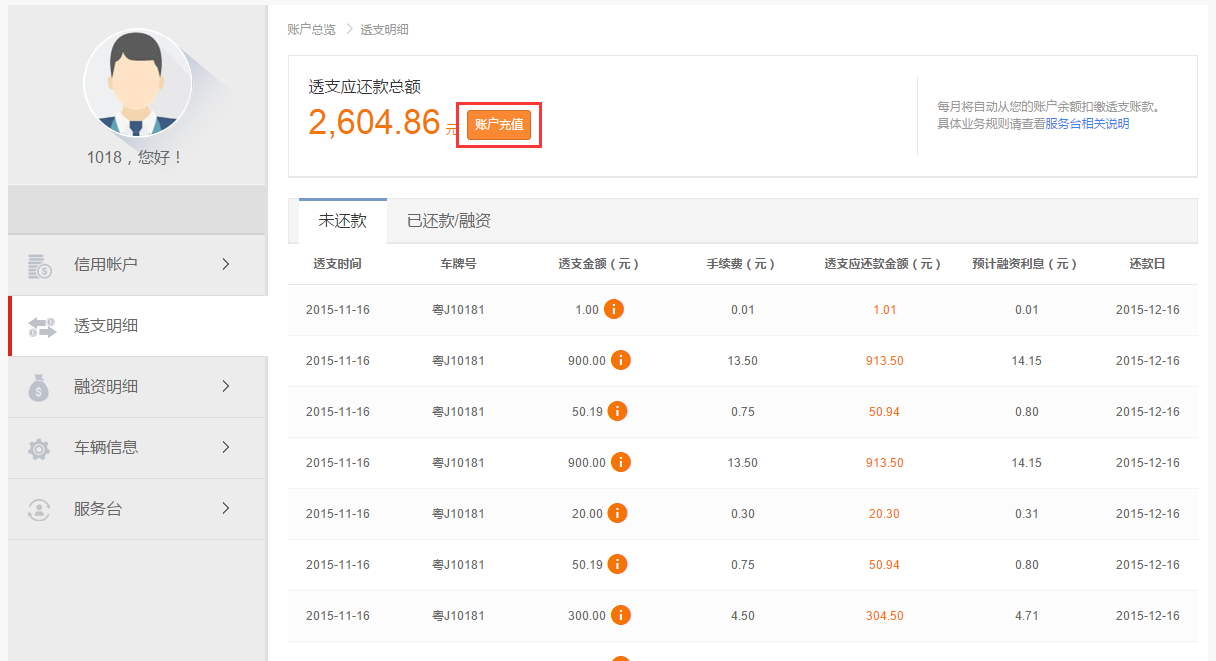 1018，您好！
信用帐户
透支明细
融资明细
车辆信息
服务台
账户总览 > 透支明细
透支应还款总额
2,604.86 元 账户充值
每月将自动从您的账户余额扣缴透支账款。
具体业务规则请查看服务台相关说明
未还款 已还款/融资
透支时间 车牌号 透支金额（元） 手续费（元） 透支应还款金额（元） 预计融资利息（元） 还款日
2015-11-16 粤J10181 1.00 i 0.01 1.01 0.01 2015-12-16
2015-11-16 粤J10181 900.00 i 13.50 913.50 14.15 2015-12-16
2015-11-16 粤J10181 50.19 i 0.75 50.94 0.80 2015-12-16
2015-11-16 粤J10181 900.00 i 13.50 913.50 14.15 2015-12-16
2015-11-16 粤J10181 20.00 i 0.30 20.30 0.31 2015-12-16
2015-11-16 粤J10181 50.19 i 0.75 50.94 0.80 2015-12-16
2015-11-16 粤J10181 300.00 i 4.50 304.50 4.71 2015-12-16